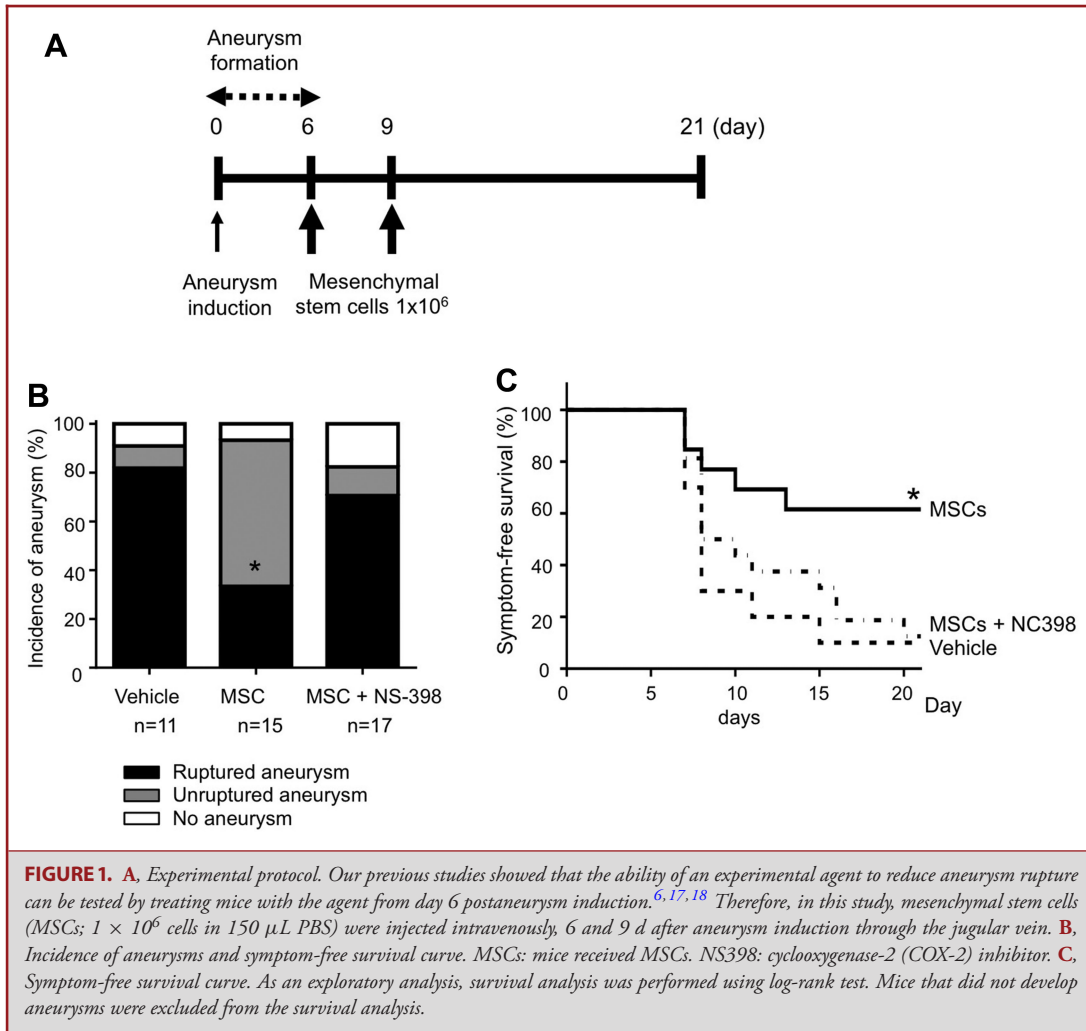 A
Aneurysm
formation
0 6 9 21 (day)
Aneurysm
induction
Mesenchymal
stem cells 1x10⁶
B
Incidence of aneurysm (%)
100
80
60
40
20
0
*
Vehicle MSC MSC + NS-398
n=11 n=15 n=17
Ruptured aneurysm
Unruptured aneurysm
No aneurysm
C
Symptom-free survival (%)
100
80
60
40
20
0
*
MSCs
MSCs + NC398
Vehicle
0 5 10 15 20 Day
days
FIGURE 1. A, Experimental protocol. Our previous studies showed that the ability of an experimental agent to reduce aneurysm rupture
can be tested by treating mice with the agent from day 6 postaneurysm induction.6,17,18 Therefore, in this study, mesenchymal stem cells
(MSCs; 1 × 10⁶ cells in 150 μL PBS) were injected intravenously, 6 and 9 d after aneurysm induction through the jugular vein. B,
Incidence of aneurysms and symptom-free survival curve. MSCs: mice received MSCs. NS398: cyclooxygenase-2 (COX-2) inhibitor. C,
Symptom-free survival curve. As an exploratory analysis, survival analysis was performed using log-rank test. Mice that did not develop
aneurysms were excluded from the survival analysis.